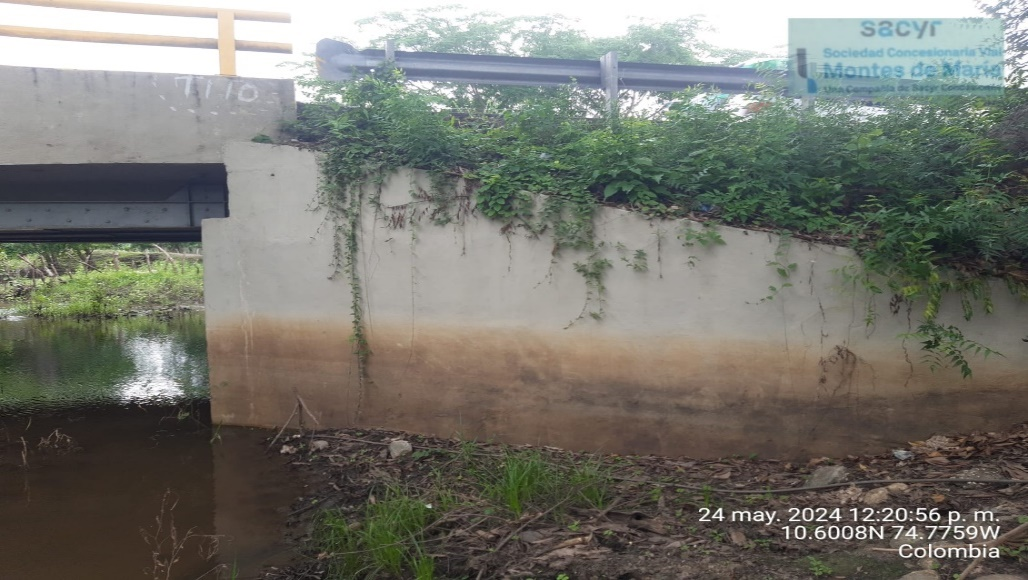 7110
sacyr
Sociedad Concesionaria Vial
Montes de María
Una Compañía de Sacyr Concesiones
24 may. 2024 12:20:56 p. m.
10.6008N 74.7759W
Colombia